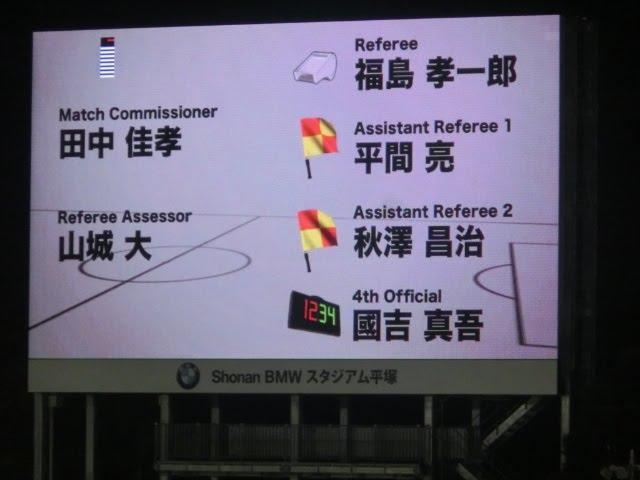 Match Commissioner
田中 佳孝
Referee Assessor
山城 大
Referee
福島 孝一郎
Assistant Referee 1
平間 亮
Assistant Referee 2
秋澤 昌治
4th Official
1234
國吉 真吾
Shonan BMW スタジアム平塚